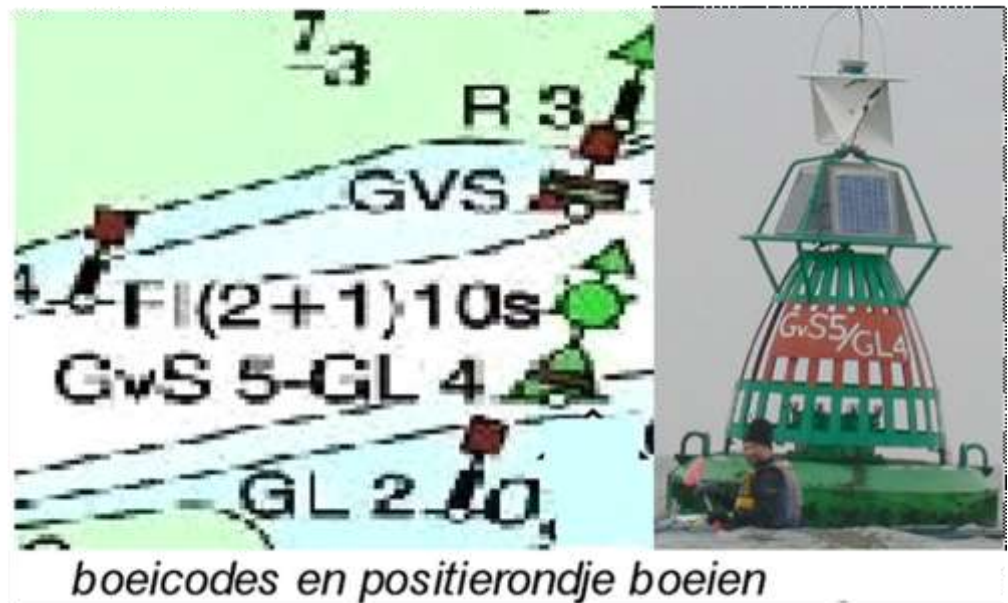 7
3
R 3
GVS
Fl(2+1)10s
GvS 5-GL 4
GL 2
GvS5/
GL4
boeicodes en positierondje boeien